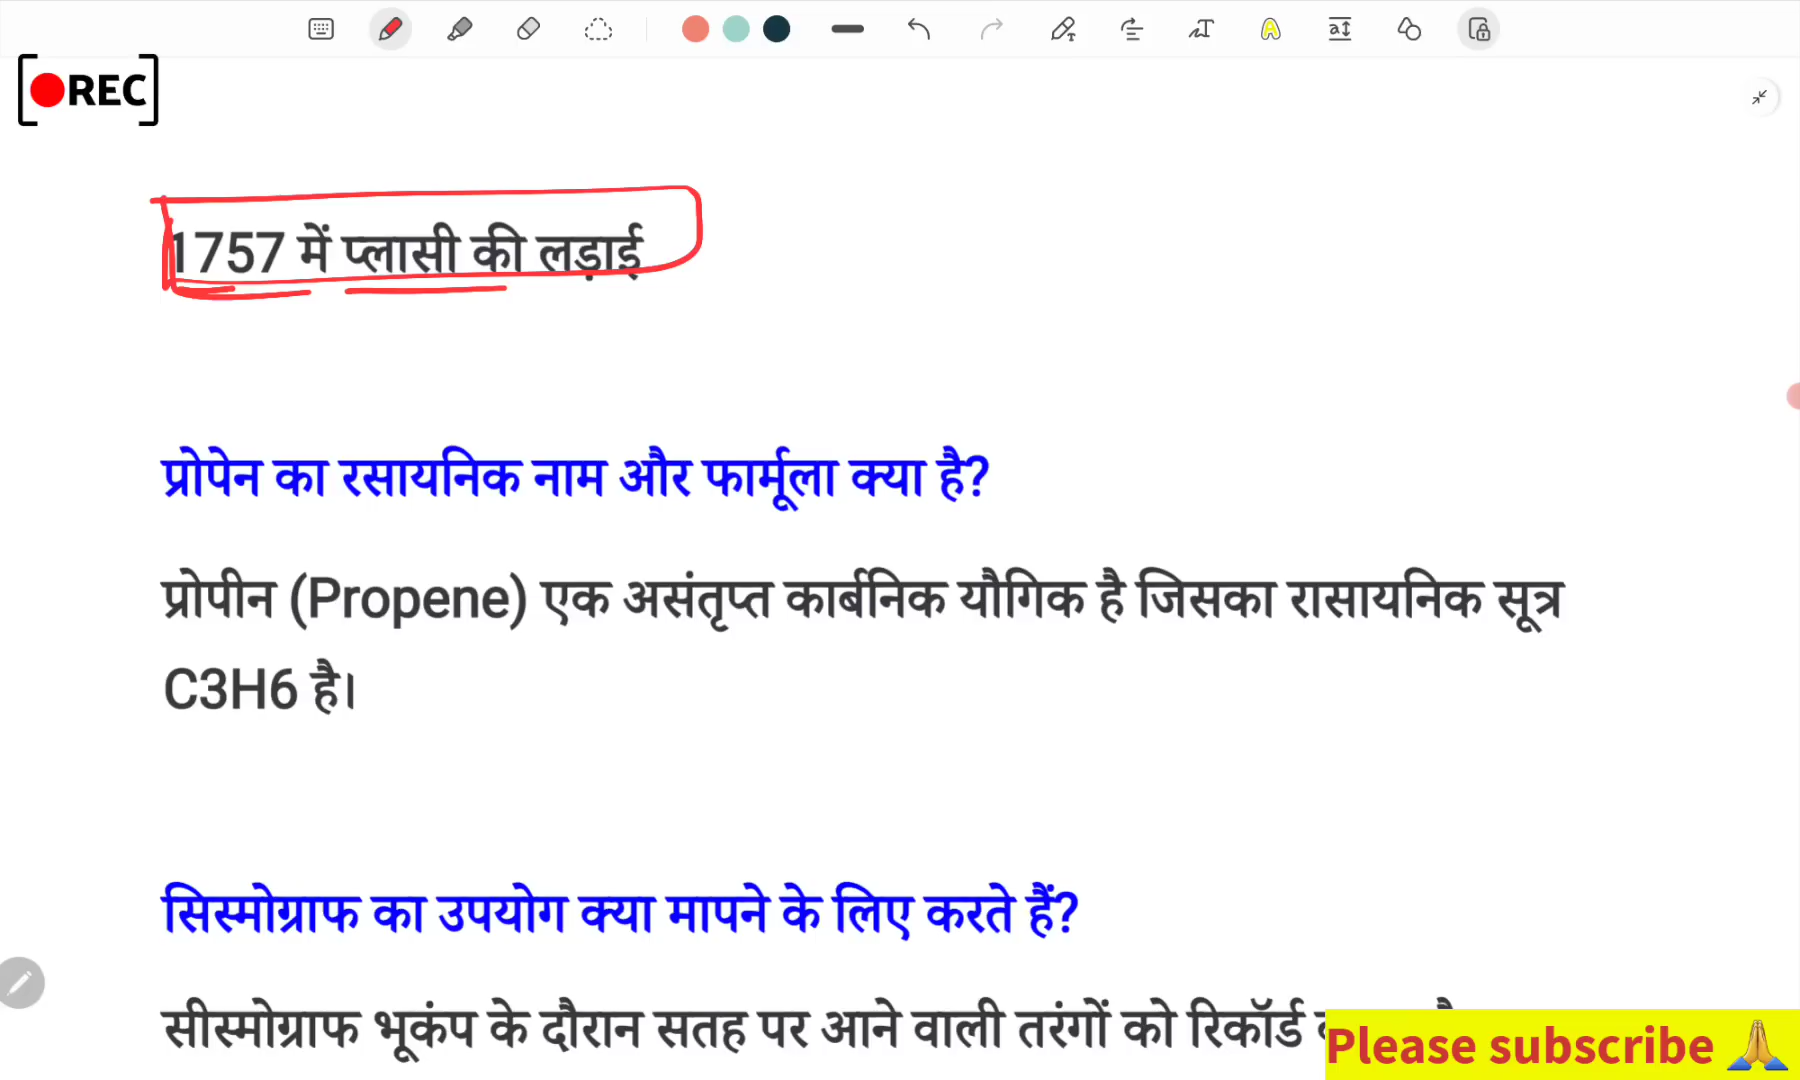 REC
1757 में प्लासी की लड़ाई
प्रोपेन का रसायनिक नाम और फार्मूला क्या है?
प्रोपीन (Propene) एक असंतृप्त कार्बनिक यौगिक है जिसका रासायनिक सूत्र
C3H6 है।
सिस्मोग्राफ का उपयोग क्या मापने के लिए करते हैं?
सीस्मोग्राफ भूकंप के दौरान सतह पर आने वाली तरंगों को रिकॉर्ड
Please subscribe 🙏